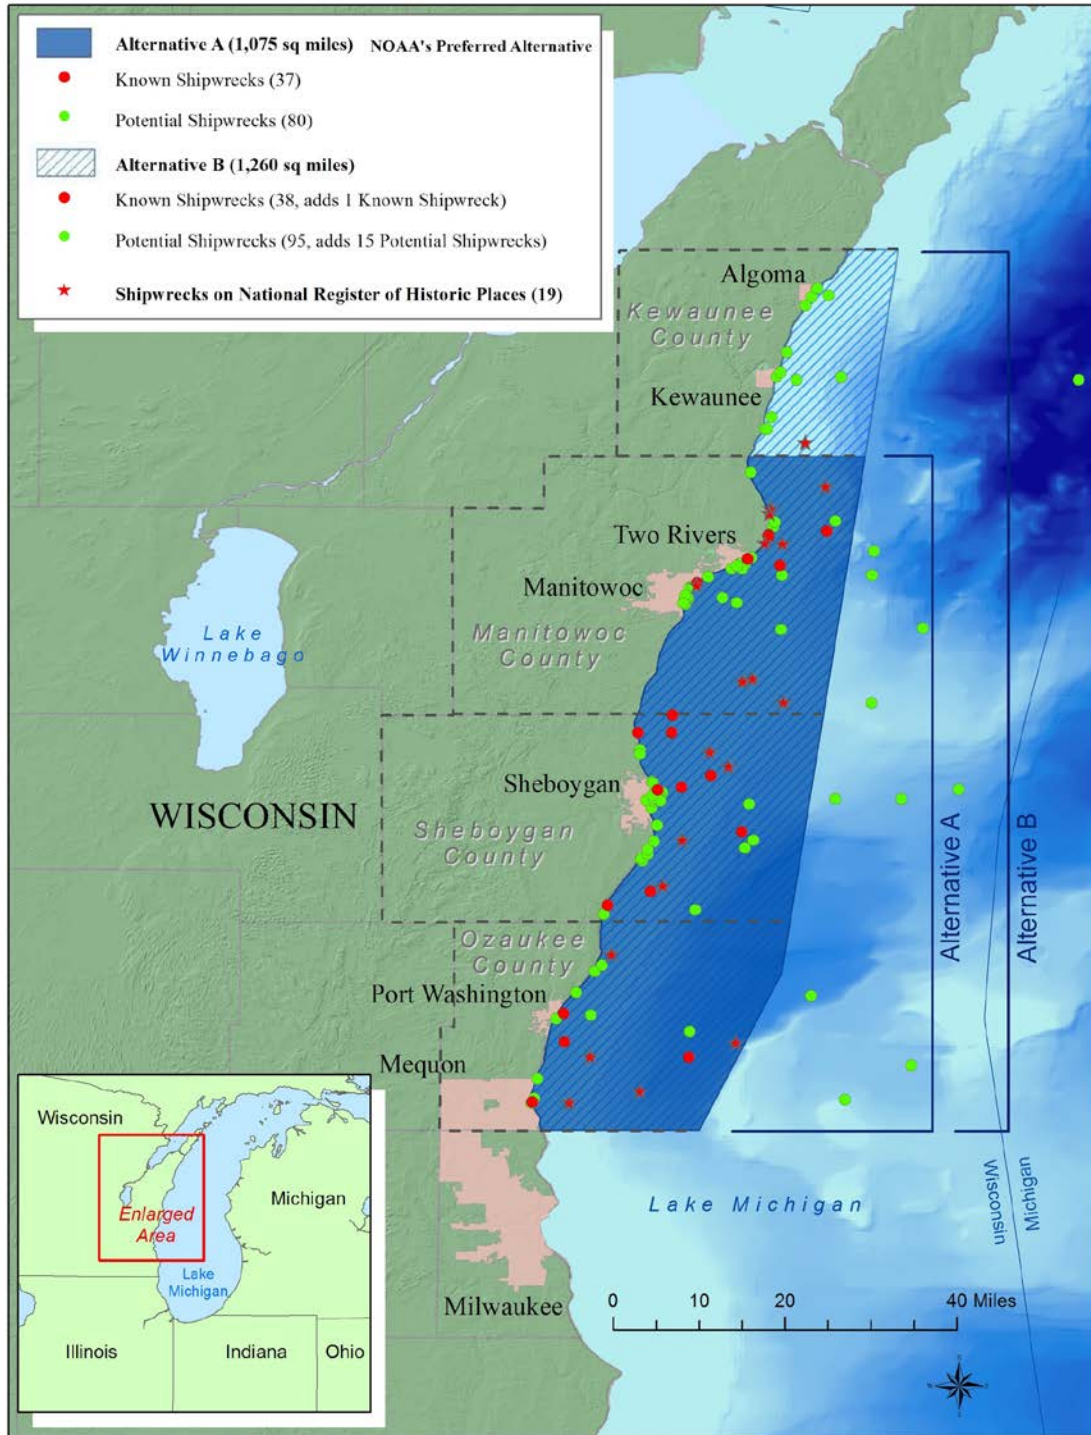 Alternative A (1,075 sq miles) NOAA's Preferred Alternative
Known Shipwrecks (37)
Potential Shipwrecks (80)
Alternative B (1,260 sq miles)
Known Shipwrecks (38, adds 1 Known Shipwreck)
Potential Shipwrecks (95, adds 15 Potential Shipwrecks)
Shipwrecks on National Register of Historic Places (19)
Algoma
Kewaunee
County
Kewaunee
Two Rivers
Manitowoc
Lake
Winnebago
Manitowoc
County
Sheboygan
WISCONSIN
Sheboygan
County
Alternative A
Alternative B
Ozaukee
County
Port Washington
Mequon
Lake Michigan
Wisconsin
Michigan
Milwaukee
0 10 20 40 Miles
N
W E
S
Wisconsin
Michigan
Enlarged
Area
Lake
Michigan
Illinois
Indiana
Ohio